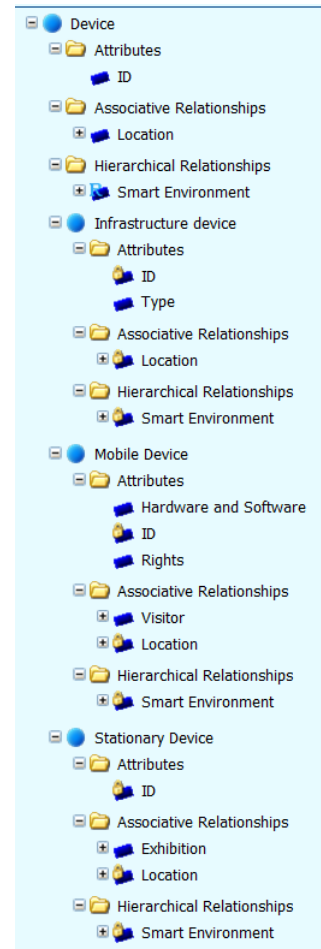 Device
Attributes
ID
Associative Relationships
Location
Hierarchical Relationships
Smart Environment
Infrastructure device
Attributes
ID
Type
Associative Relationships
Location
Hierarchical Relationships
Smart Environment
Mobile Device
Attributes
Hardware and Software
ID
Rights
Associative Relationships
Visitor
Location
Hierarchical Relationships
Smart Environment
Stationary Device
Attributes
ID
Associative Relationships
Exhibition
Location
Hierarchical Relationships
Smart Environment